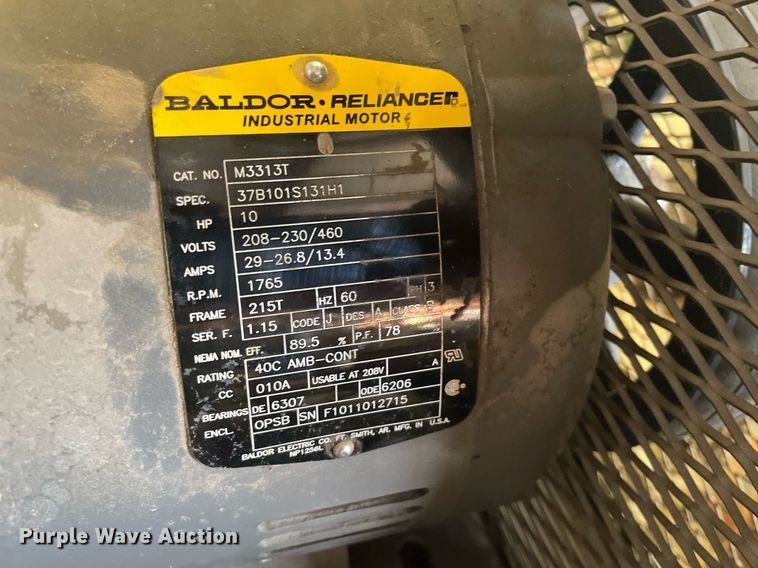 BALDOR · RELIANCER
INDUSTRIAL MOTOR
CAT. NO. M3313T
SPEC. 37B101S131H1
HP 10
VOLTS 208-230/460
AMPS 29-26.8/13.4
R.P.M. 1765
FRAME 215T HZ 60 PH 3
SER. F. 1.15 CODE J DES A CLASS B
NEMA NOM. EFF. 89.5 % P.F. 78 %
RATING 40C AMB-CONT
CC 010A USABLE AT 208V A
BEARINGS DE 6307 ODE 6206
ENCL. OPSB SN F1011012715
BALDOR ELECTRIC CO. FT. SMITH, AR. MFG. IN U.S.A.
NP1256L
Purple Wave Auction